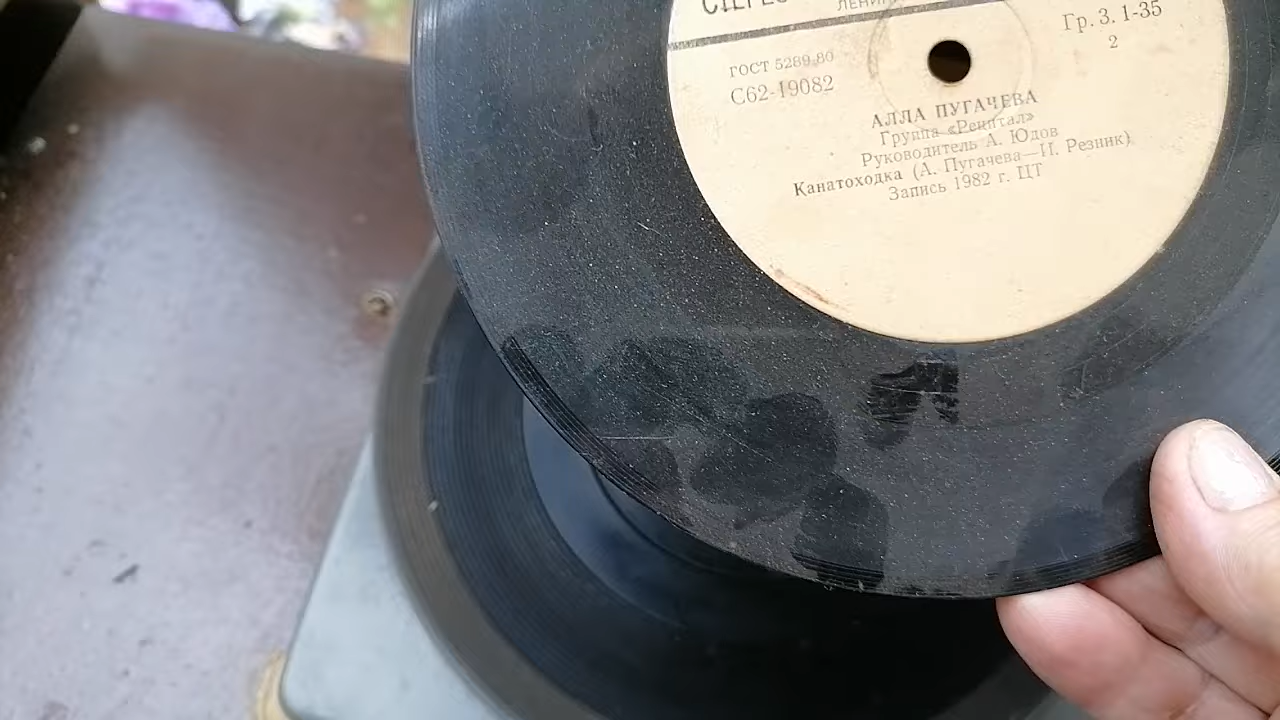 СТЕРЕО
ГОСТ 5289-80
С62-19082
Гр. 3. 1-35
2
АЛЛА ПУГАЧЕВА
Группа «Рецитал»
Руководитель А. Юдов
Канатоходка (А. Пугачева—И. Резник)
Запись 1982 г. ЦТ